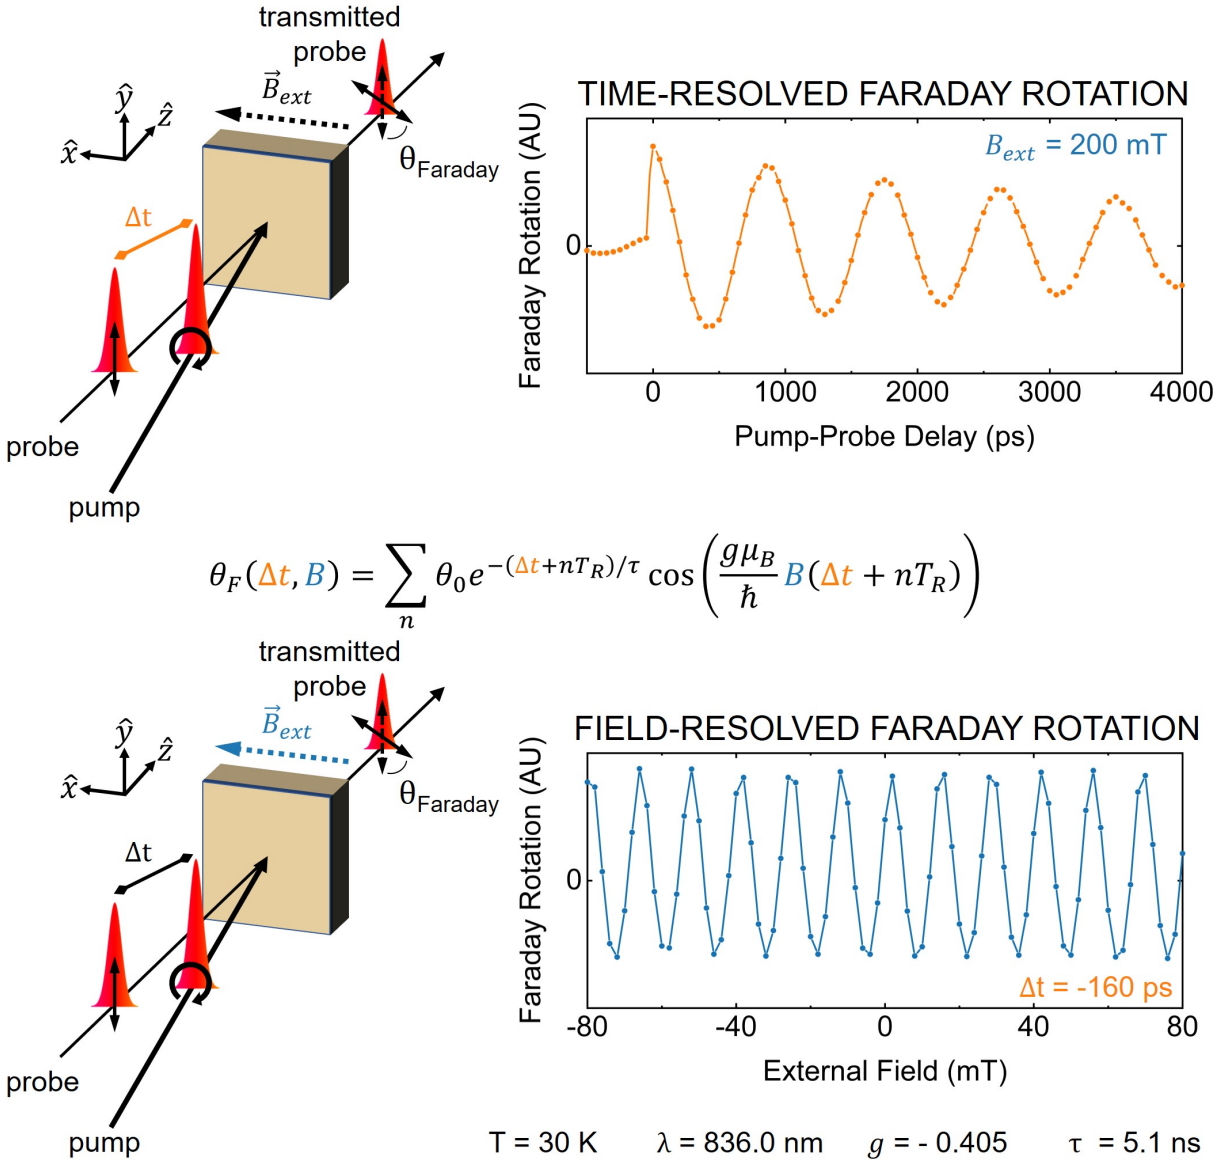 transmitted
probe
B⃗ext
ŷ
ẑ
x̂
θFaraday
Δt
probe
pump
TIME-RESOLVED FARADAY ROTATION
Faraday Rotation (AU)
Bext = 200 mT
0
0 1000 2000 3000 4000
Pump-Probe Delay (ps)
θF(Δt, B) = ∑n θ0e−(Δt+nTR)/τ cos(gμB/ℏ B(Δt + nTR))
transmitted
probe
B⃗ext
ŷ
ẑ
x̂
θFaraday
Δt
probe
pump
FIELD-RESOLVED FARADAY ROTATION
Faraday Rotation (AU)
0
Δt = -160 ps
-80 -40 0 40 80
External Field (mT)
T = 30 K λ = 836.0 nm g = - 0.405 τ = 5.1 ns